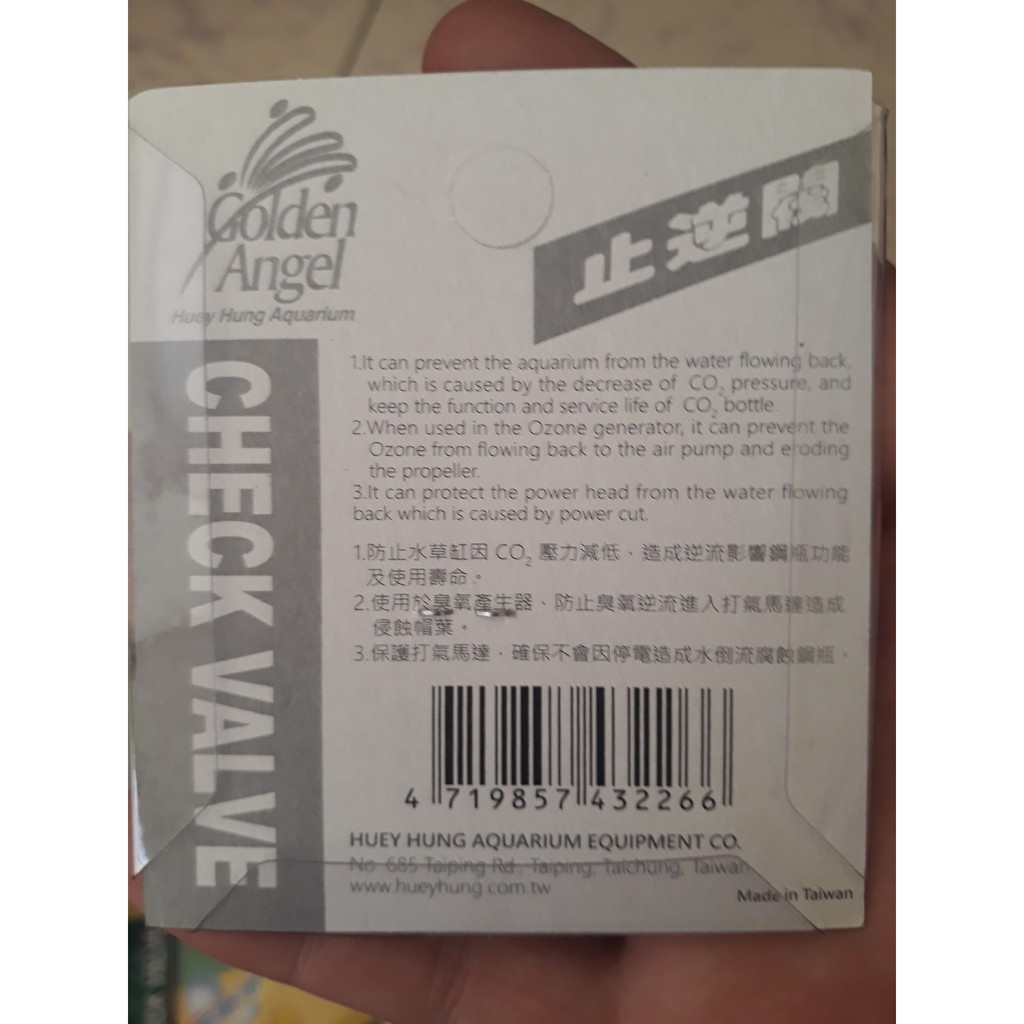 Golden
Angel
Huey Hung Aquarium
止逆閥
CHECK VALVE
1.It can prevent the aquarium from the water flowing back,
which is caused by the decrease of CO₂ pressure, and
keep the function and service life of CO₂ bottle.
2.When used in the Ozone generator, it can prevent the
Ozone from flowing back to the air pump and eroding
the propeller.
3.It can protect the power head from the water flowing
back which is caused by power cut.
1.防止水草缸因 CO₂ 壓力減低、造成逆流影響鋼瓶功能
及使用壽命。
2.使用於臭氧產生器、防止臭氧逆流進入打氣馬達造成
侵蝕帽葉。
3.保護打氣馬達、確保不會因停電造成水倒流腐蝕鋼瓶。
4 719857 432266
HUEY HUNG AQUARIUM EQUIPMENT CO.
No. 685 Taiping Rd., Taiping, Taichung, Taiwan
www.hueyhung.com.tw
Made in Taiwan